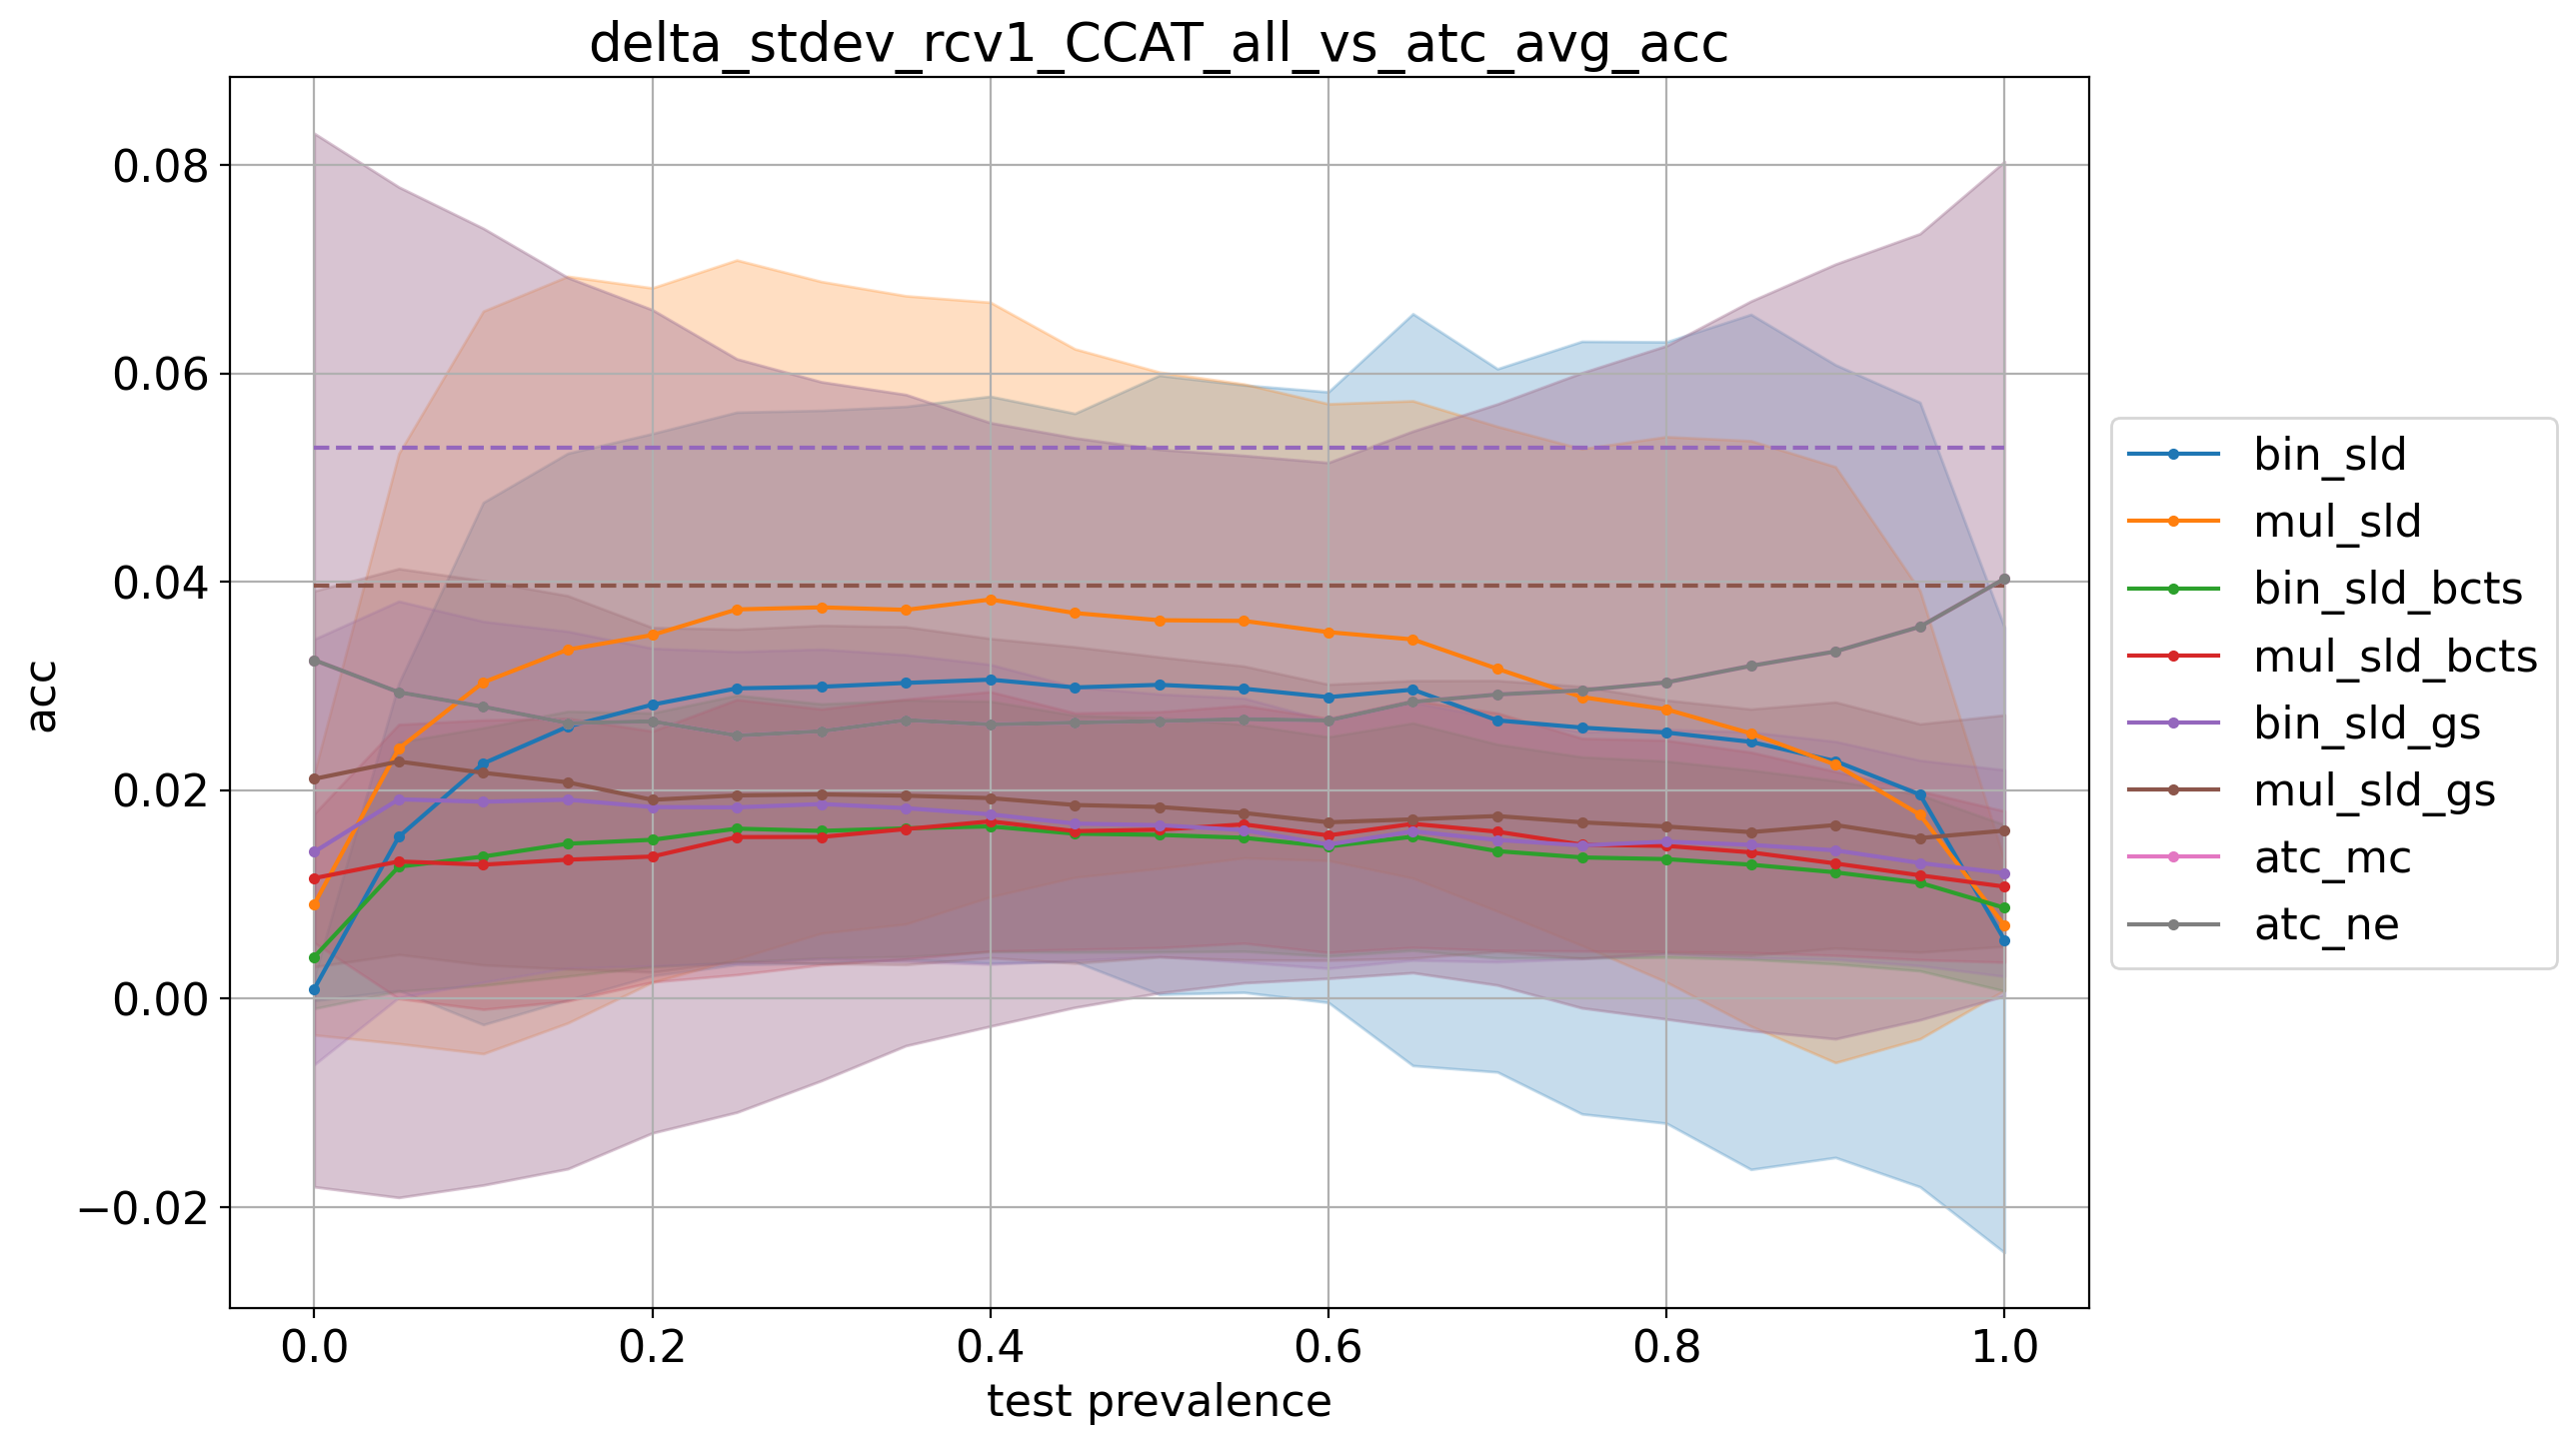 delta_stdev_rcv1_CCAT_all_vs_atc_avg_acc
acc
0.08
0.06
0.04
0.02
0.00
−0.02
0.0 0.2 0.4 0.6 0.8 1.0
test prevalence
bin_sld
mul_sld
bin_sld_bcts
mul_sld_bcts
bin_sld_gs
mul_sld_gs
atc_mc
atc_ne